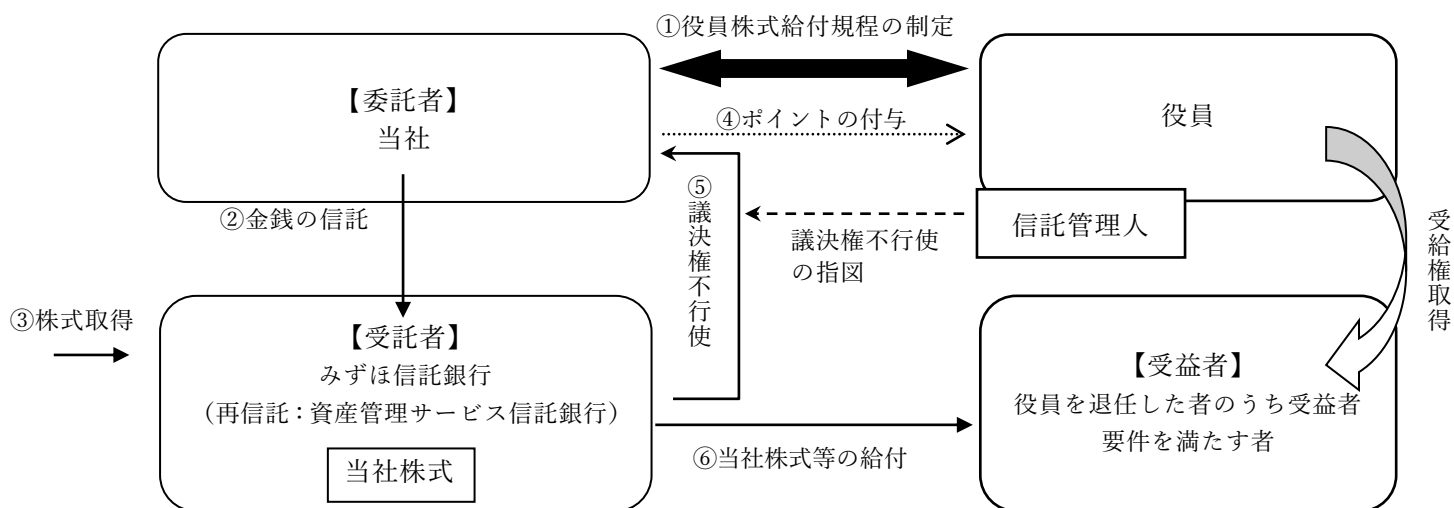 ①役員株式給付規程の制定
【委託者】
当社
④ポイントの付与
役員
②金銭の信託
⑤議決権不行使
議決権不行使
の指図
信託管理人
受給権取得
③株式取得
【受託者】
みずほ信託銀行
（再信託：資産管理サービス信託銀行）
当社株式
⑥当社株式等の給付
【受益者】
役員を退任した者のうち受益者
要件を満たす者